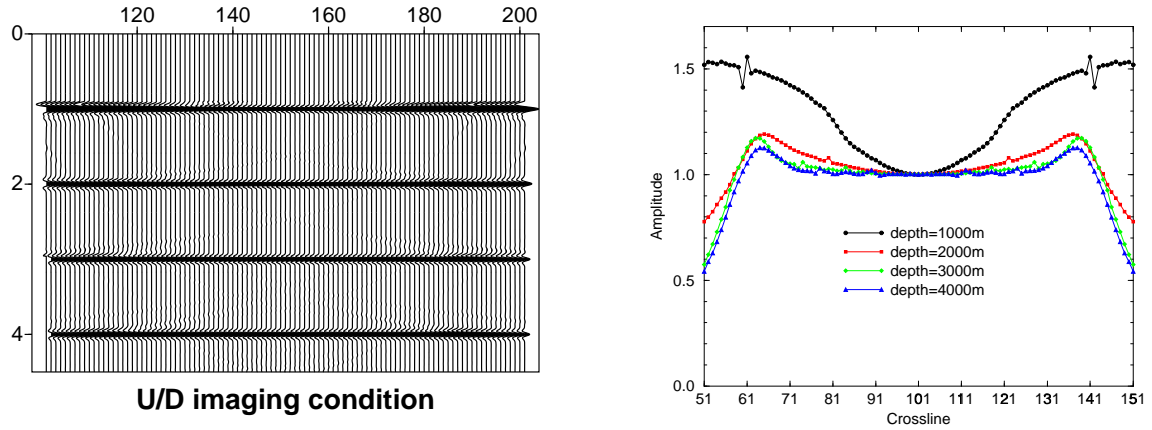 120 140 160 180 200
0
2
4
U/D imaging condition
1.5
1.0
0.5
0.0
Amplitude
depth=1000m
depth=2000m
depth=3000m
depth=4000m
51 61 71 81 91 101 111 121 131 141 151
Crossline